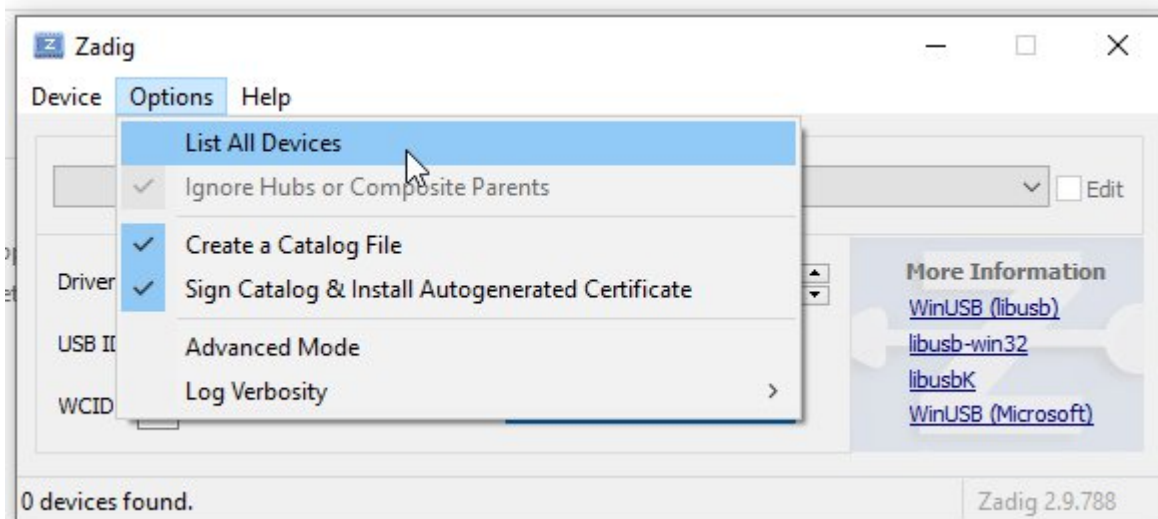 Zadig
Device Options Help
List All Devices
Ignore Hubs or Composite Parents
Edit
Create a Catalog File
Driver
Sign Catalog & Install Autogenerated Certificate
More Information
WinUSB (libusb)
USB ID
Advanced Mode
libusb-win32
Log Verbosity
libusbK
WCID
WinUSB (Microsoft)
0 devices found.
Zadig 2.9.788